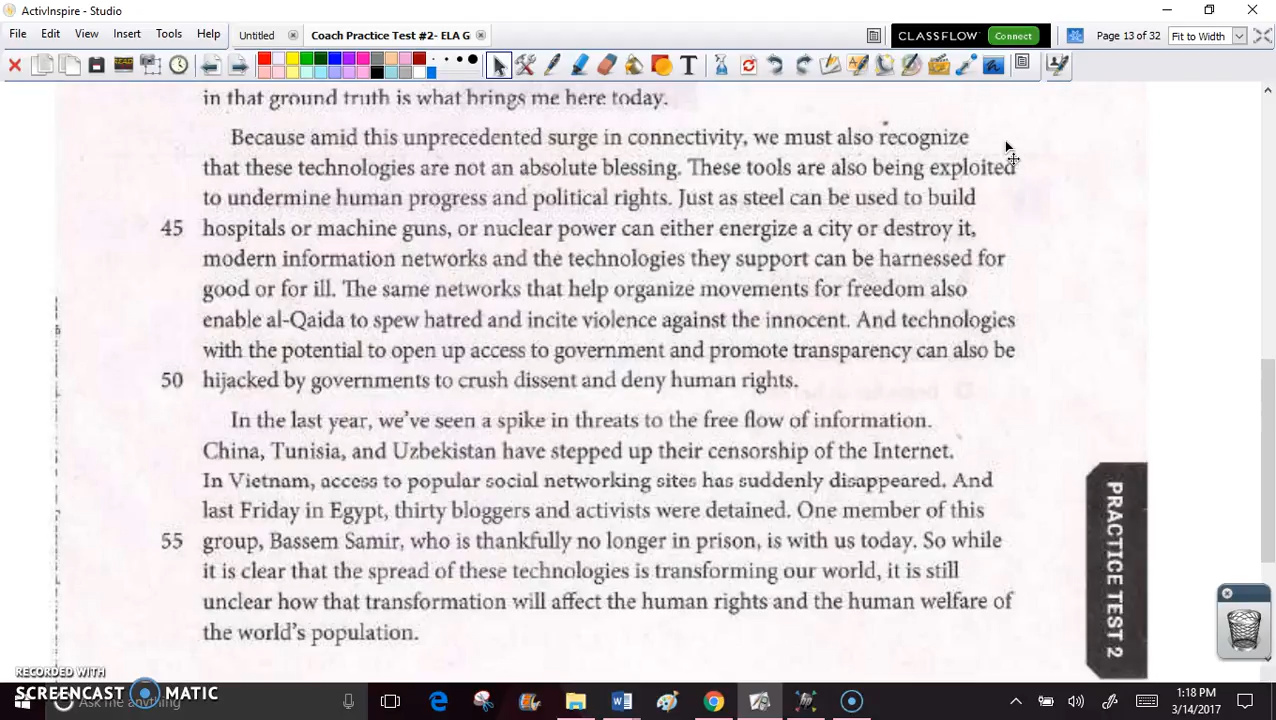 ActivInspire - Studio
File Edit View Insert Tools Help Untitled Coach Practice Test #2- ELA G CLASSFLOW Connect Page 13 of 32 Fit to Width
in that ground truth is what brings me here today.
Because amid this unprecedented surge in connectivity, we must also recognize
that these technologies are not an absolute blessing. These tools are also being exploited
to undermine human progress and political rights. Just as steel can be used to build
45 hospitals or machine guns, or nuclear power can either energize a city or destroy it,
modern information networks and the technologies they support can be harnessed for
good or for ill. The same networks that help organize movements for freedom also
enable al-Qaida to spew hatred and incite violence against the innocent. And technologies
with the potential to open up access to government and promote transparency can also be
50 hijacked by governments to crush dissent and deny human rights.
In the last year, we've seen a spike in threats to the free flow of information.
China, Tunisia, and Uzbekistan have stepped up their censorship of the Internet.
In Vietnam, access to popular social networking sites has suddenly disappeared. And
last Friday in Egypt, thirty bloggers and activists were detained. One member of this
55 group, Bassem Samir, who is thankfully no longer in prison, is with us today. So while
it is clear that the spread of these technologies is transforming our world, it is still
unclear how that transformation will affect the human rights and the human welfare of
the world's population.
PRACTICE TEST 2
RECORDED WITH
SCREENCAST MATIC
me anything
1:18 PM
3/14/2017